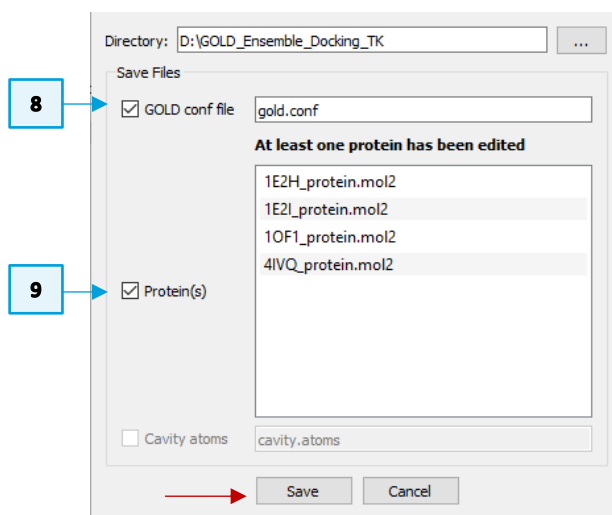 Directory: D:\GOLD_Ensemble_Docking_TK ...
Save Files
8 GOLD conf file gold.conf
At least one protein has been edited
1E2H_protein.mol2
1E2I_protein.mol2
1OF1_protein.mol2
4IVQ_protein.mol2
9 Protein(s)
Cavity atoms cavity.atoms
Save Cancel